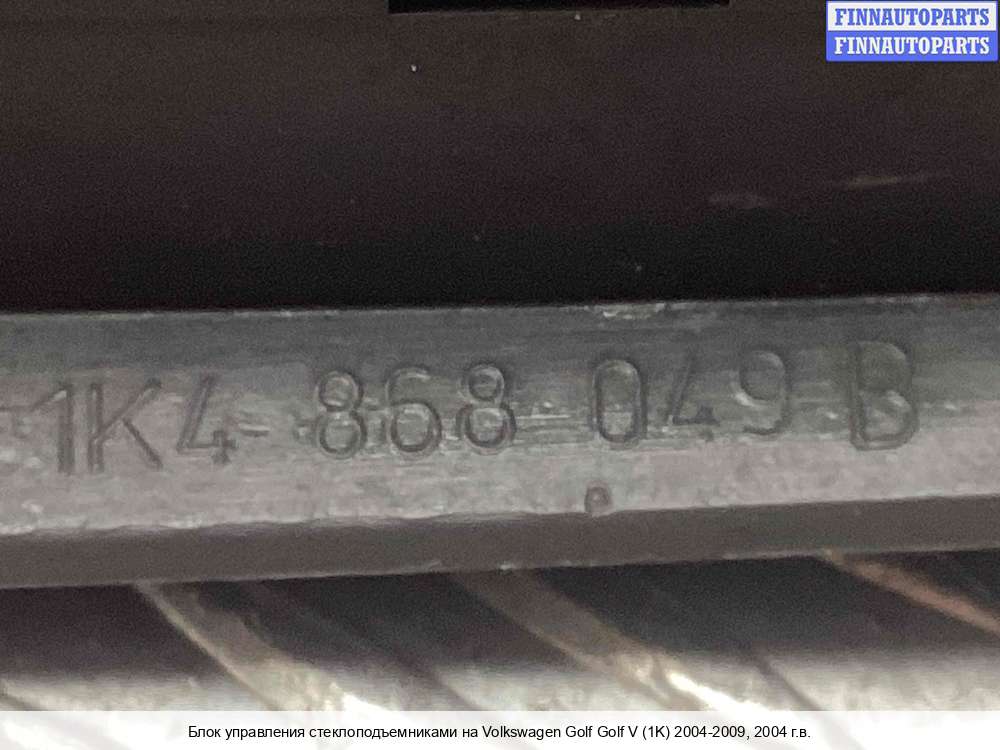 FINNAUTOPARTS
FINNAUTOPARTS
1K4 868 049 B
Блок управления стеклоподъемниками на Volkswagen Golf Golf V (1K) 2004-2009, 2004 г.в.